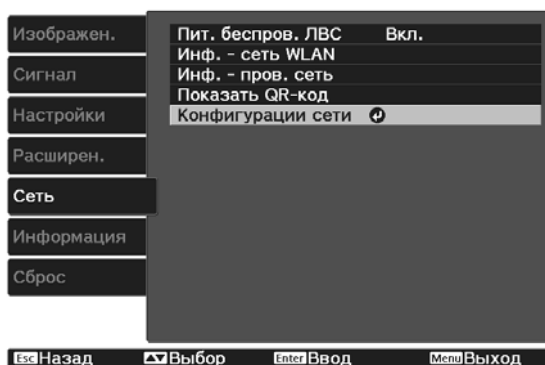 Изображен.
Сигнал
Настройки
Расширен.
Сеть
Информация
Сброс
Пит. беспров. ЛВС Вкл.
Инф. - сеть WLAN
Инф. - пров. сеть
Показать QR-код
Конфигурации сети
Esc Назад Выбор Enter Ввод Menu Выход